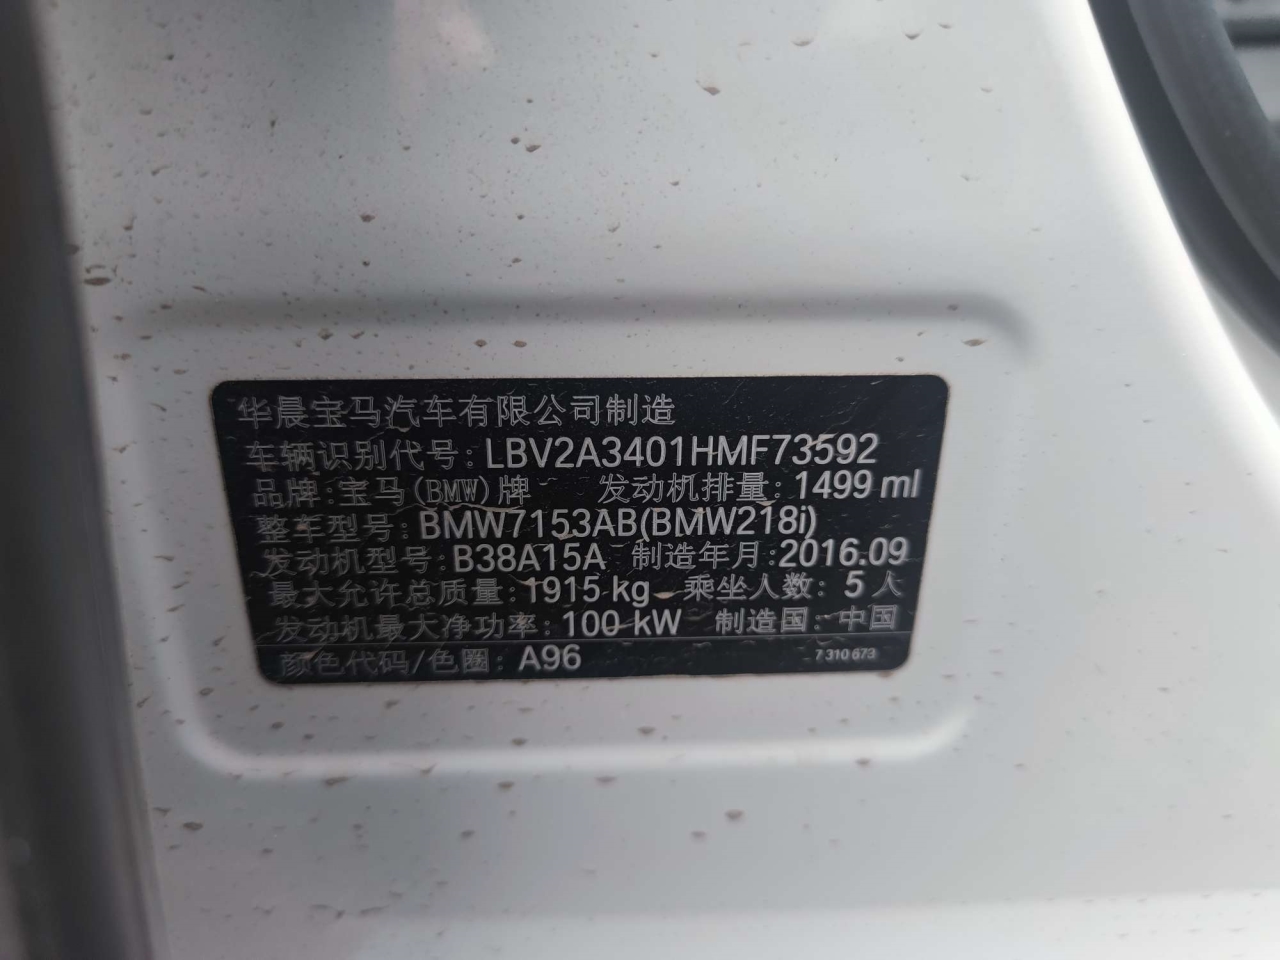 华晨宝马汽车有限公司制造
车辆识别代号: LBV2A3401HMF73592
品牌: 宝马(BMW)牌 发动机排量: 1499 ml
整车型号: BMW7153AB(BMW218i)
发动机型号: B38A15A 制造年月: 2016.09
最大允许总质量: 1915 kg 乘坐人数: 5 人
发动机最大净功率: 100 kW 制造国: 中国
颜色代码/色圈: A96 7 310 673